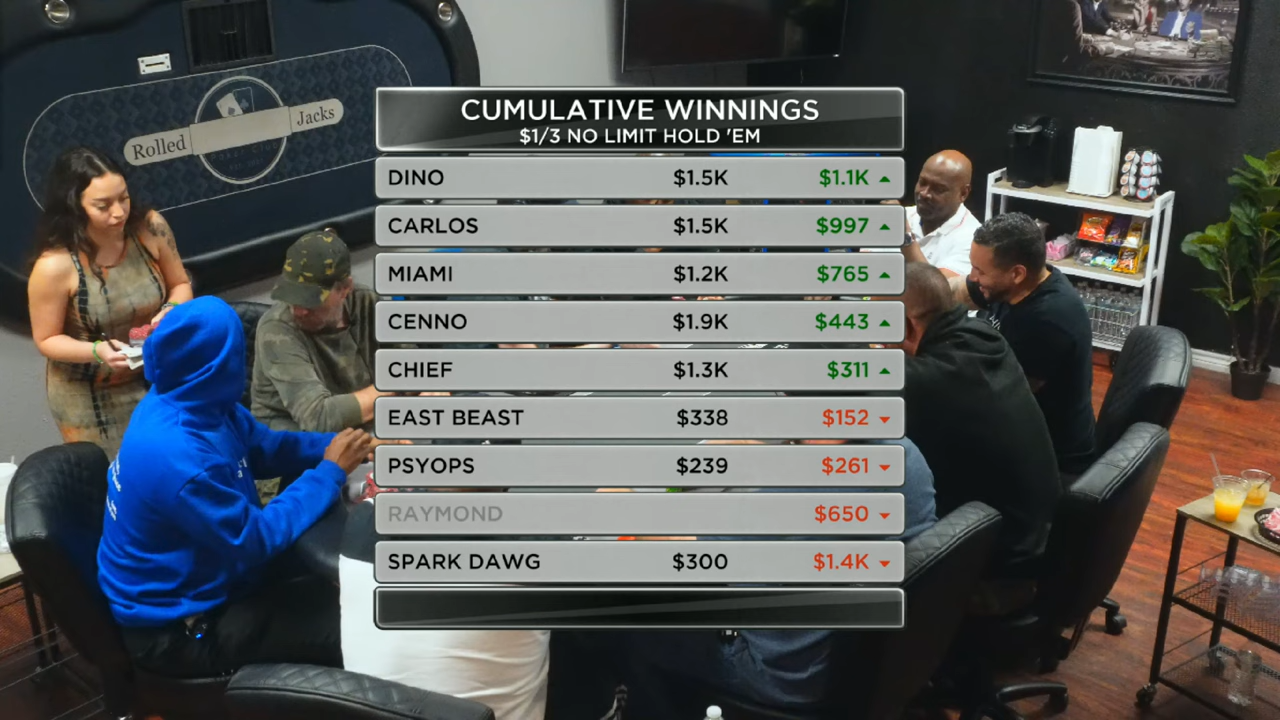 Rolled Jacks
CUMULATIVE WINNINGS
$1/3 NO LIMIT HOLD 'EM
DINO $1.5K $1.1K
CARLOS $1.5K $997
MIAMI $1.2K $765
CENNO $1.9K $443
CHIEF $1.3K $311
EAST BEAST $338 $152
PSYOPS $239 $261
RAYMOND $650
SPARK DAWG $300 $1.4K